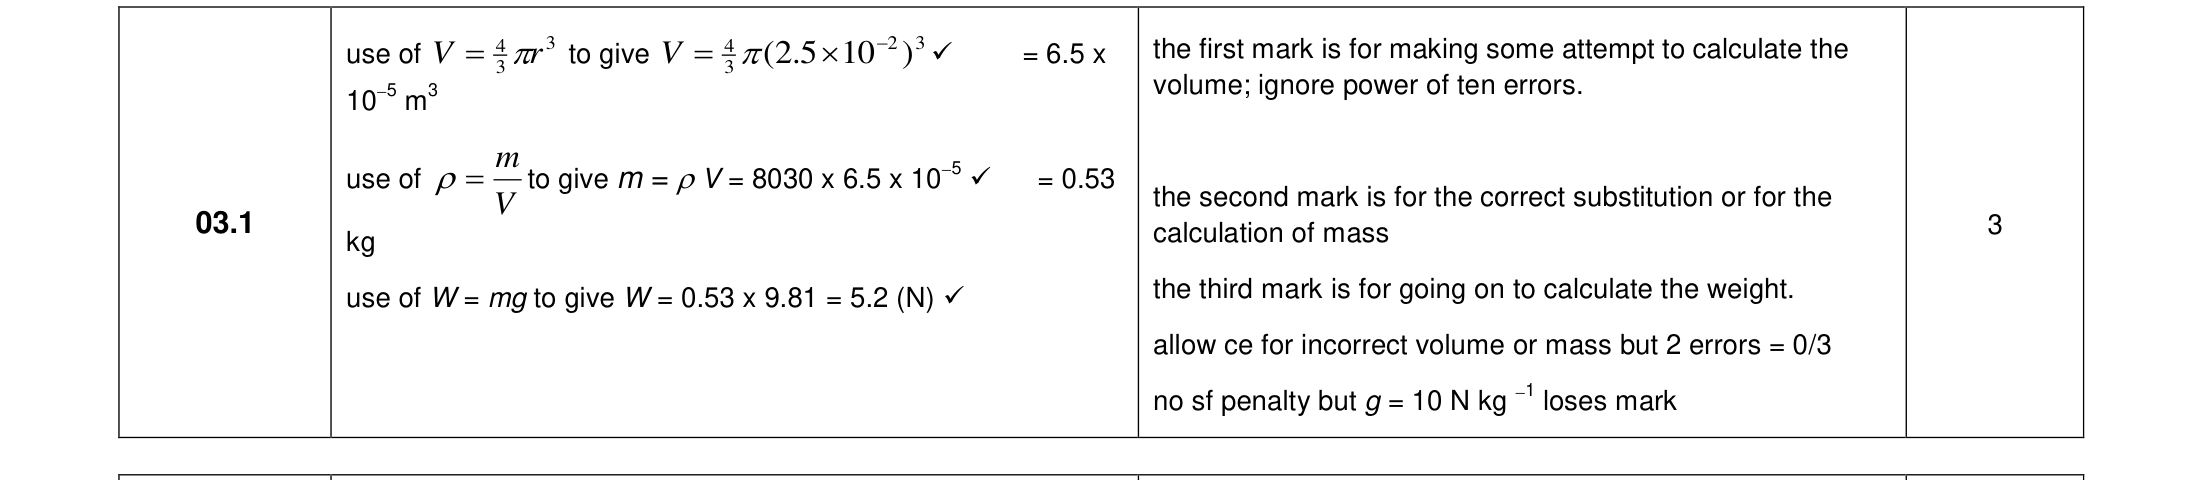 03.1
use of V = 4/3 πr³ to give V = 4/3 π(2.5×10⁻²)³ ✓ = 6.5 x
10⁻⁵ m³
use of ρ = m/V to give m = ρ V = 8030 x 6.5 x 10⁻⁵ ✓ = 0.53
kg
use of W = mg to give W = 0.53 x 9.81 = 5.2 (N) ✓
the first mark is for making some attempt to calculate the
volume; ignore power of ten errors.
the second mark is for the correct substitution or for the
calculation of mass
the third mark is for going on to calculate the weight.
allow ce for incorrect volume or mass but 2 errors = 0/3
no sf penalty but g = 10 N kg ⁻¹ loses mark
3